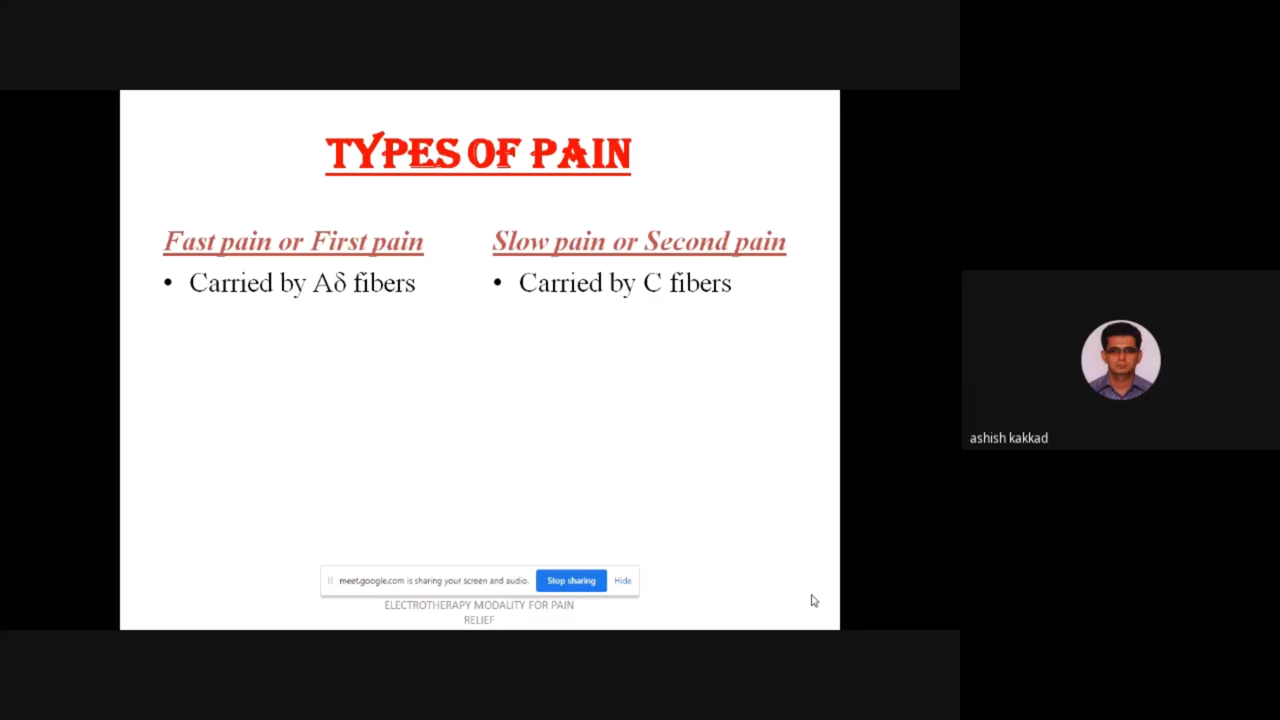 TYPES OF PAIN
Fast pain or First pain
• Carried by Aδ fibers
Slow pain or Second pain
• Carried by C fibers
meet.google.com is sharing your screen and audio.
Stop sharing
Hide
ELECTROTHERAPY MODALITY FOR PAIN
RELIEF
ashish kakkad